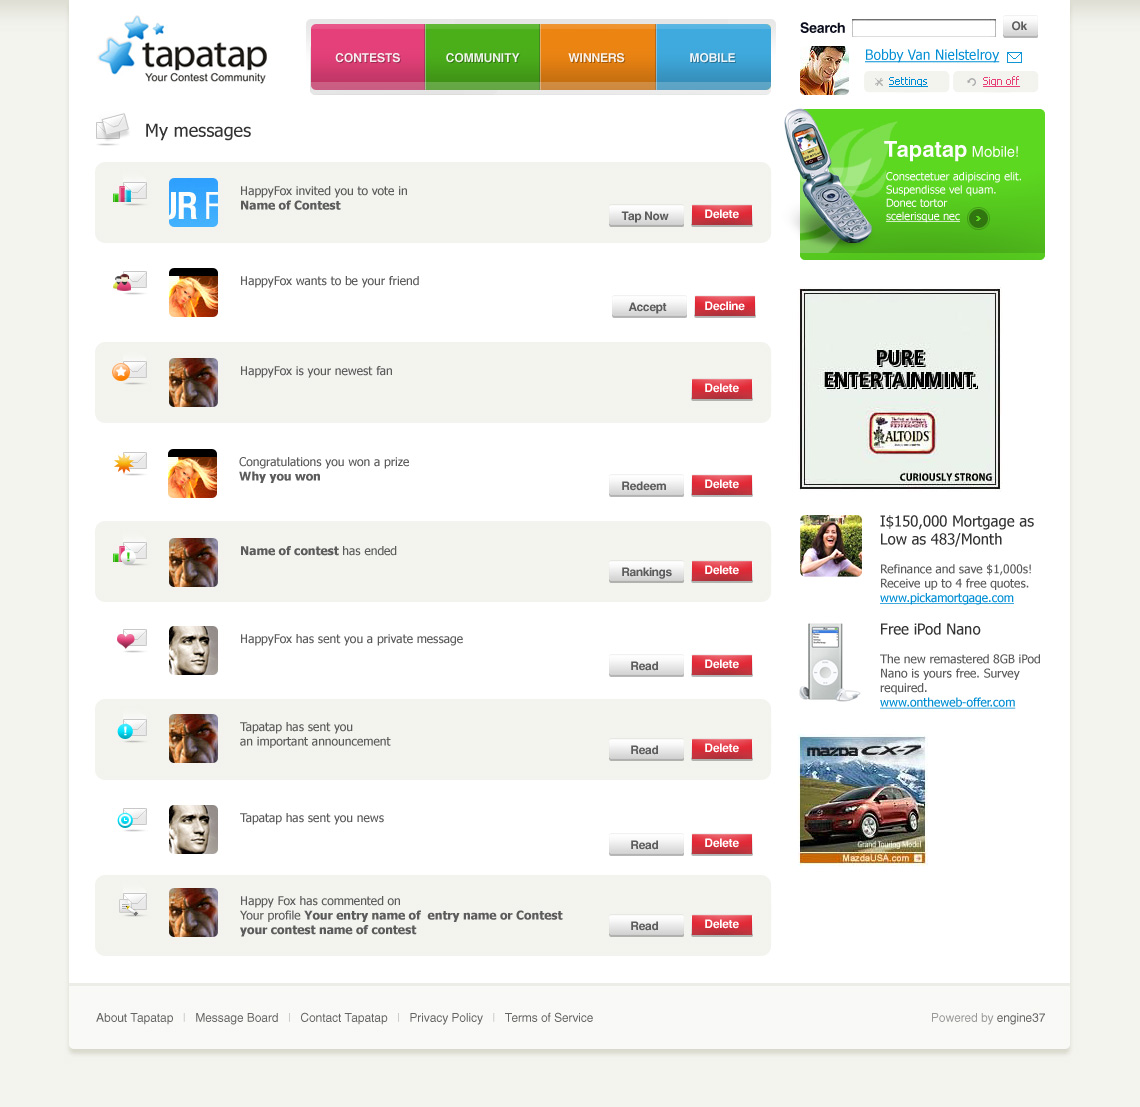 tapatap
Your Contest Community
CONTESTS
COMMUNITY
WINNERS
MOBILE
Search
Ok
Bobby Van Nielstelroy
Settings
Sign off
My messages
HappyFox invited you to vote in
Name of Contest
Tap Now
Delete
HappyFox wants to be your friend
Accept
Decline
HappyFox is your newest fan
Delete
Congratulations you won a prize
Why you won
Redeem
Delete
Name of contest has ended
Rankings
Delete
HappyFox has sent you a private message
Read
Delete
Tapatap has sent you
an important announcement
Read
Delete
Tapatap has sent you news
Read
Delete
Happy Fox has commented on
Your profile Your entry name of  entry name or Contest
your contest name of contest
Read
Delete
Tapatap Mobile!
Consectetuer adipiscing elit.
Suspendisse vel quam.
Donec tortor
scelerisque nec
PURE
ENTERTAINMINT.
ALTOIDS
CURIOUSLY STRONG
I$150,000 Mortgage as
Low as 483/Month
Refinance and save $1,000s!
Receive up to 4 free quotes.
www.pickamortgage.com
Free iPod Nano
The new remastered 8GB iPod
Nano is yours free. Survey
required.
www.ontheweb-offer.com
mazda CX-7
Grand Touring Model
MazdaUSA.com
About Tapatap
Message Board
Contact Tapatap
Privacy Policy
Terms of Service
Powered by engine37